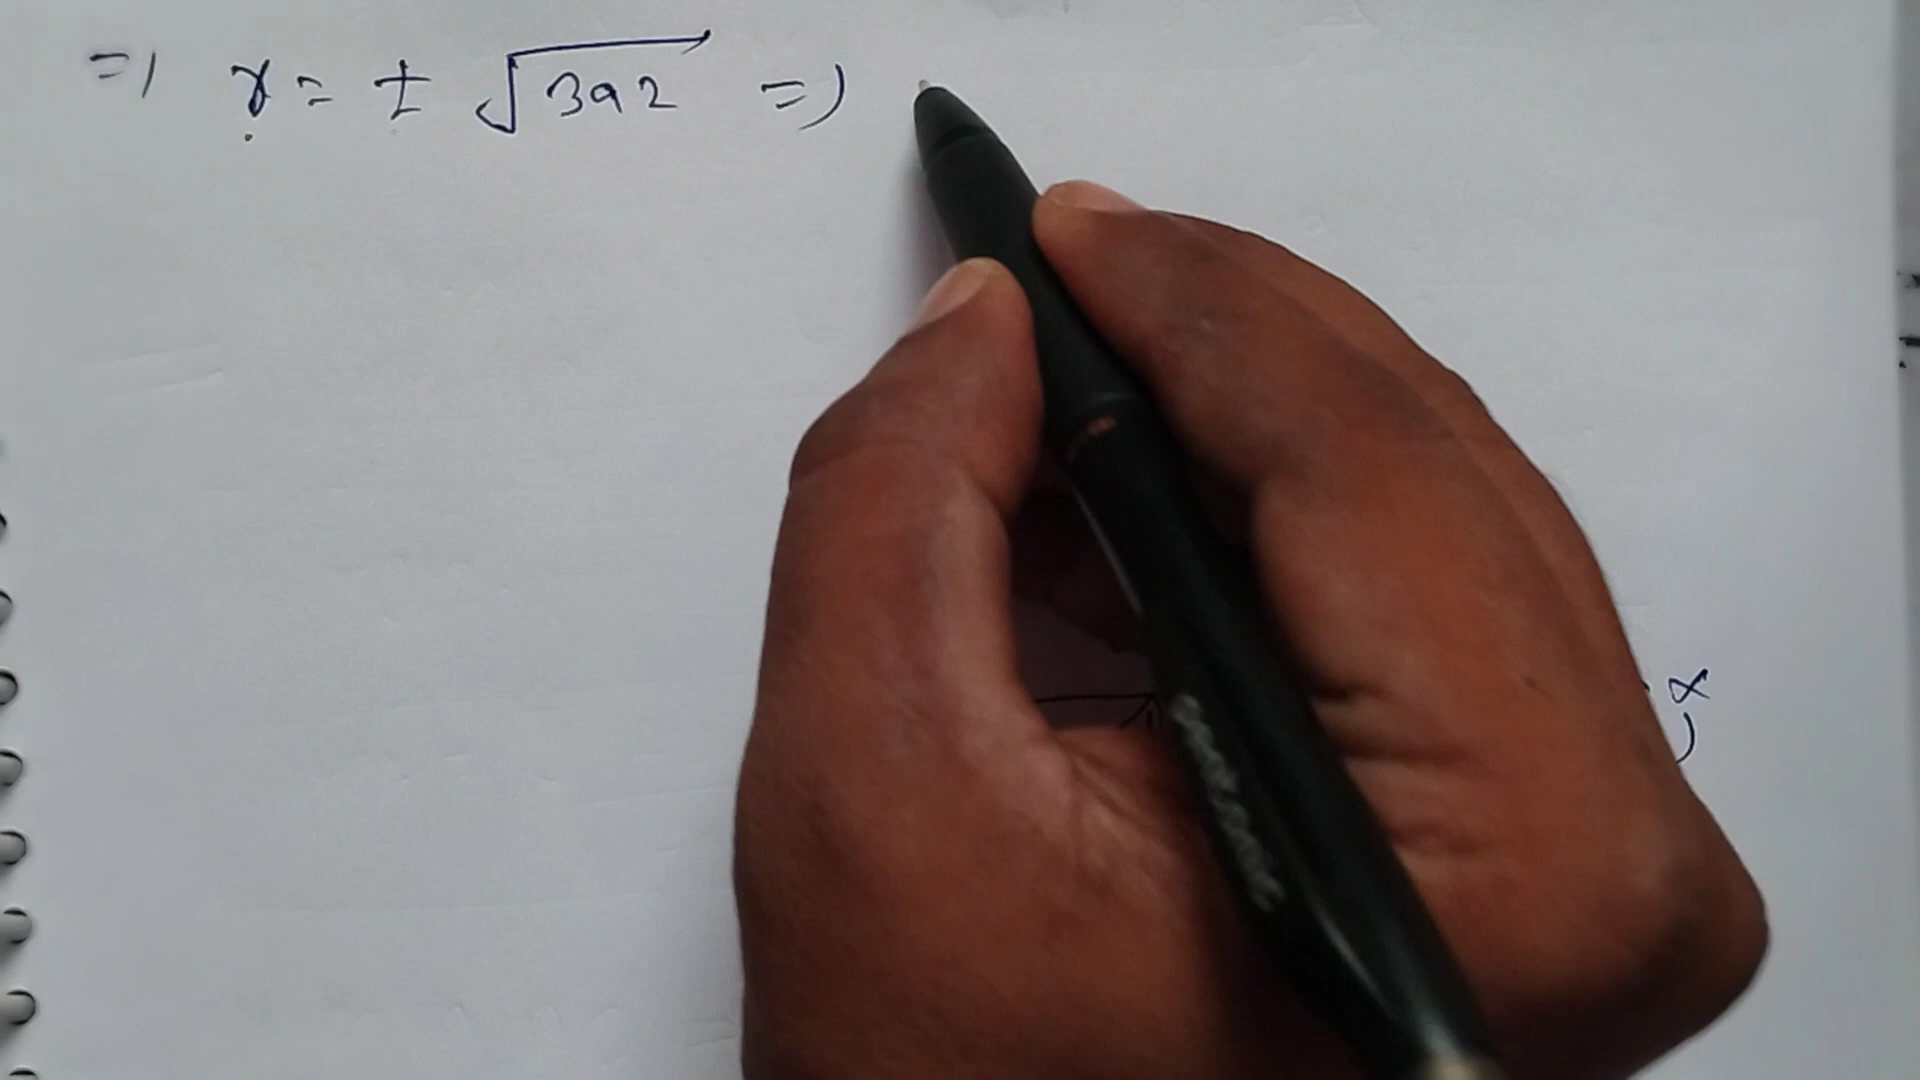 =) x = ± √392 =)
x